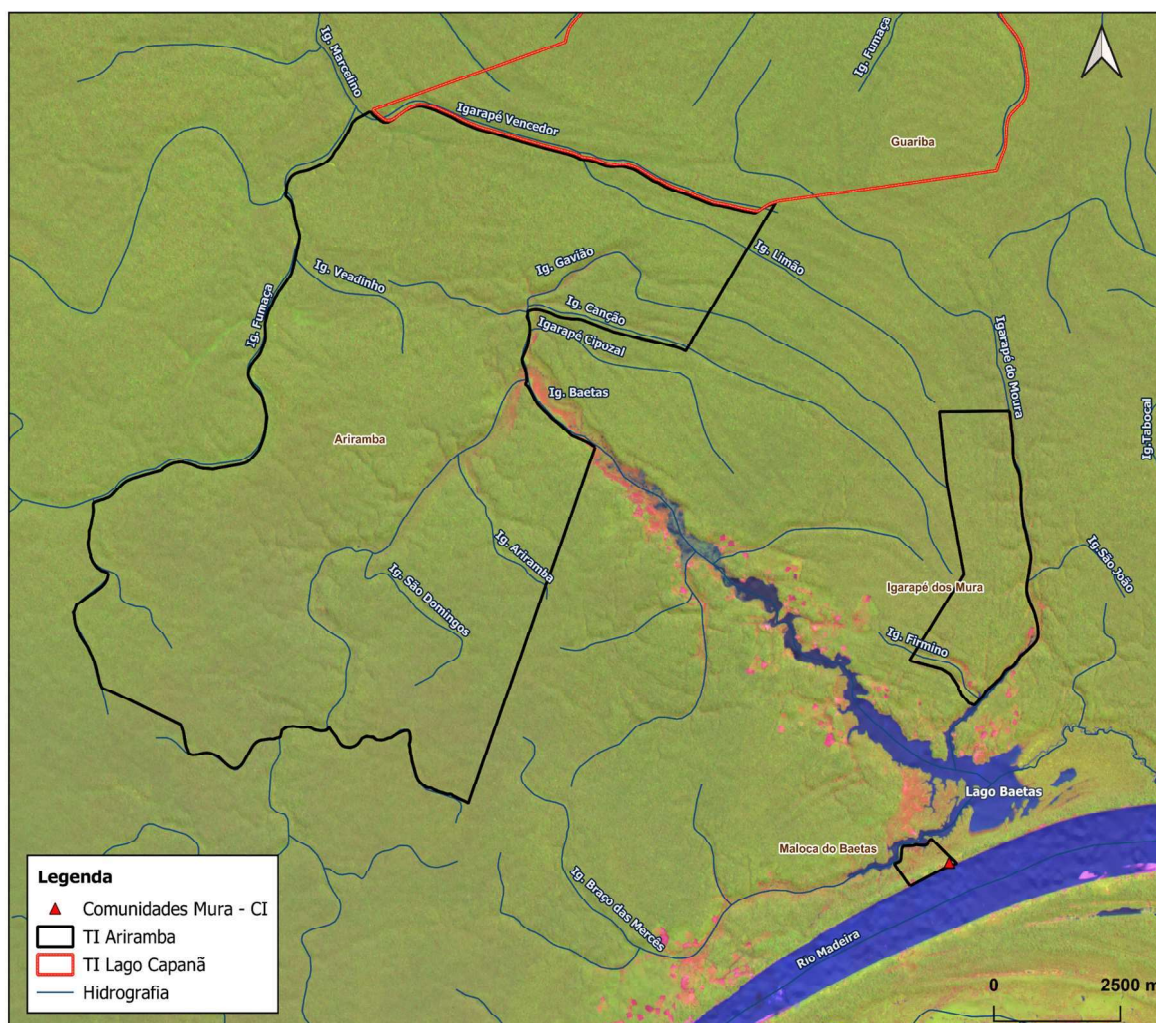 Ig. Marcelino
Ig. Fumaça
Igarapé Vencedor
Guariba
Ig. Limão
Ig. Gavião
Ig. Veadinho
Ig. Canção
Ig. Fumaça
Igarapé Cipozal
Igarapé do Moura
Ig. Baetas
Ig.Tabocal
Ariramba
Ig. Ariramba
Ig.São João
Ig. São Domingos
Igarapé dos Mura
Ig. Firmino
Lago Baetas
Maloca do Baetas
Ig. Braço das Mercês
Rio Madeira
Legenda
Comunidades Mura - CI
TI Ariramba
TI Lago Capanã
Hidrografia
0 2500 m